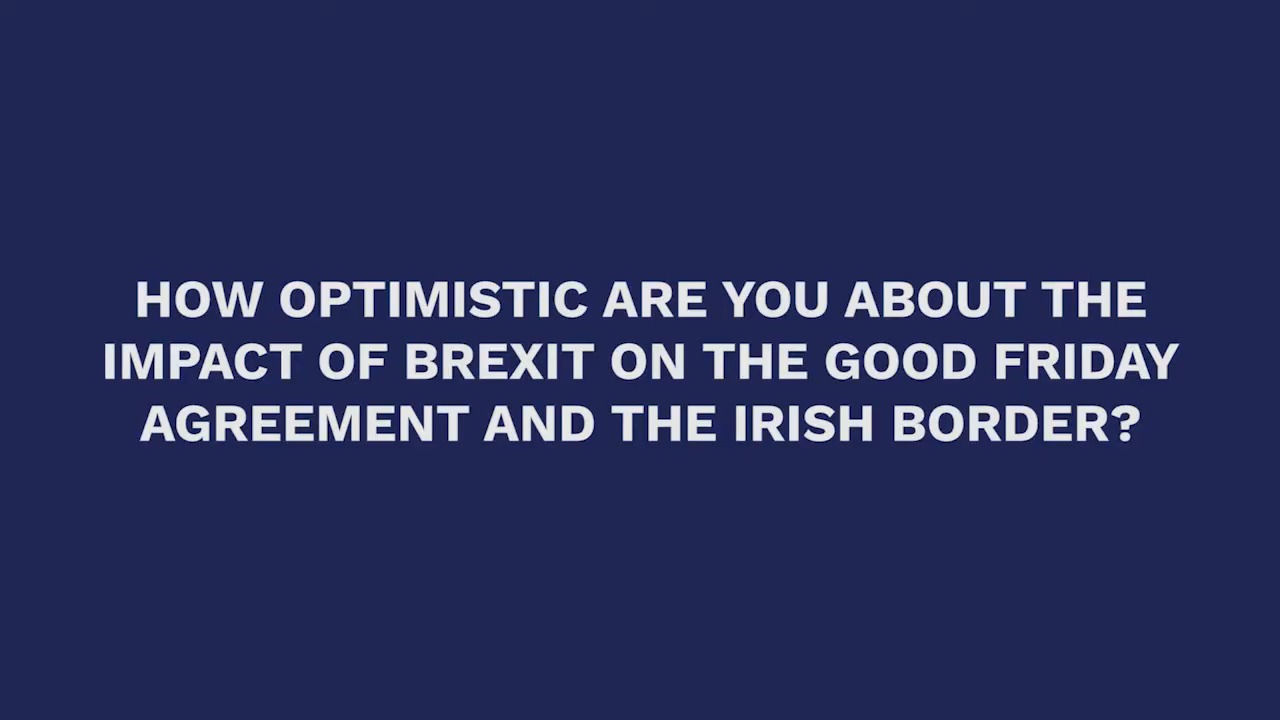 HOW OPTIMISTIC ARE YOU ABOUT THE
IMPACT OF BREXIT ON THE GOOD FRIDAY
AGREEMENT AND THE IRISH BORDER?